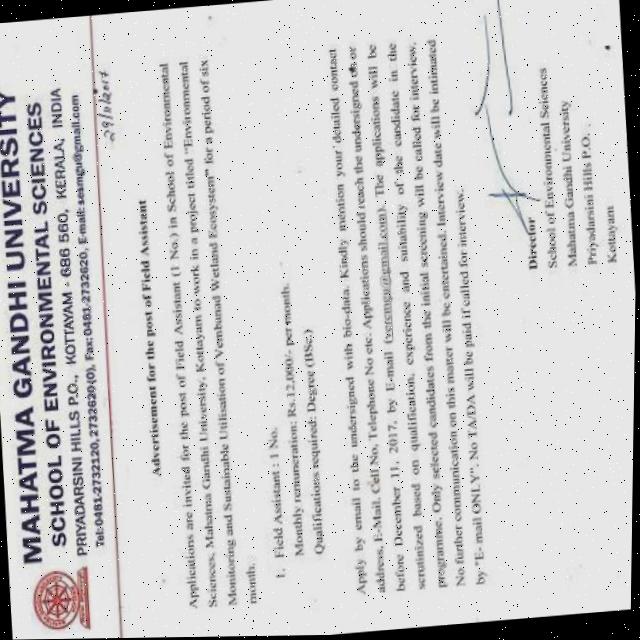 MAHATMA GANDHI UNIVERSITY
SCHOOL OF ENVIRONMENTAL SCIENCES
PRIYADARSINI HILLS P.O., KOTTAYAM - 686 560, KERALA, INDIA
Tel:0481-2732120, 2732620(O), Fax: 0481-2732620, E-mail: sesmgu@gmail.com
Advertisement for the post of Field Assistant
Applications are invited for the post of Field Assistant (1 No.) in School of Environmental
Sciences, Mahatma Gandhi University, Kottayam to work in a project titled "Environmental
Monitoring and Sustainable Utilisation of Vembanad Wetland Ecosystem" for a period of six
month.
1. Field Assistant : 1 No.
Monthly remuneration: Rs.12,000/- per month.
Qualifications required: Degree (BSc.)
Apply by email to the undersigned with bio-data. Kindly mention your detailed contact
address, E-Mail, Cell No, Telephone No etc. Applications should reach the undersigned on or
before December 11, 2017, by E-mail The applications will be
scrutinized based on qualification, experience and suitability of the candidate in the
programme. Only selected candidates from the initial screening will be called for interview.
No further communication on this matter will be entertained. Interview date will be intimated
by "E- mail ONLY". No TA/DA will be paid if called for interview.
Director
School of Environmental Sciences
Mahatma Gandhi University
Priyadarsini Hills P.O.
Kottayam